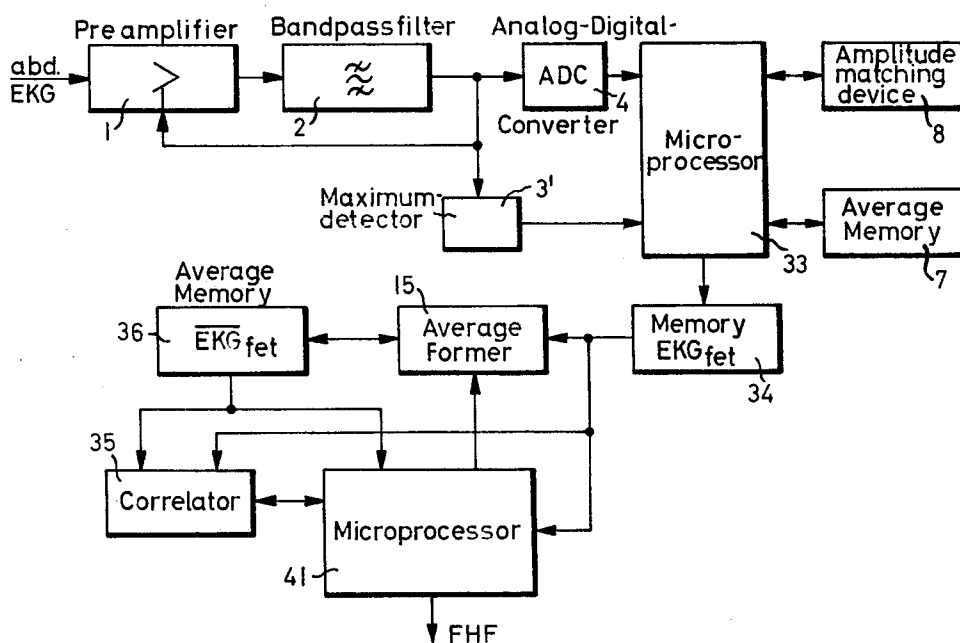 Preamplifier
Bandpassfilter
Analog-Digital-
abd.
EKG
1
2
ADC
4
Converter
Micro-
processor
33
Amplitude
matching
device
8
Maximum-
detector
3'
Average
Memory
7
Average
Memory
36
EKG fet
15
Average
Former
Memory
EKG fet
34
35
Correlator
Microprocessor
41
FHF